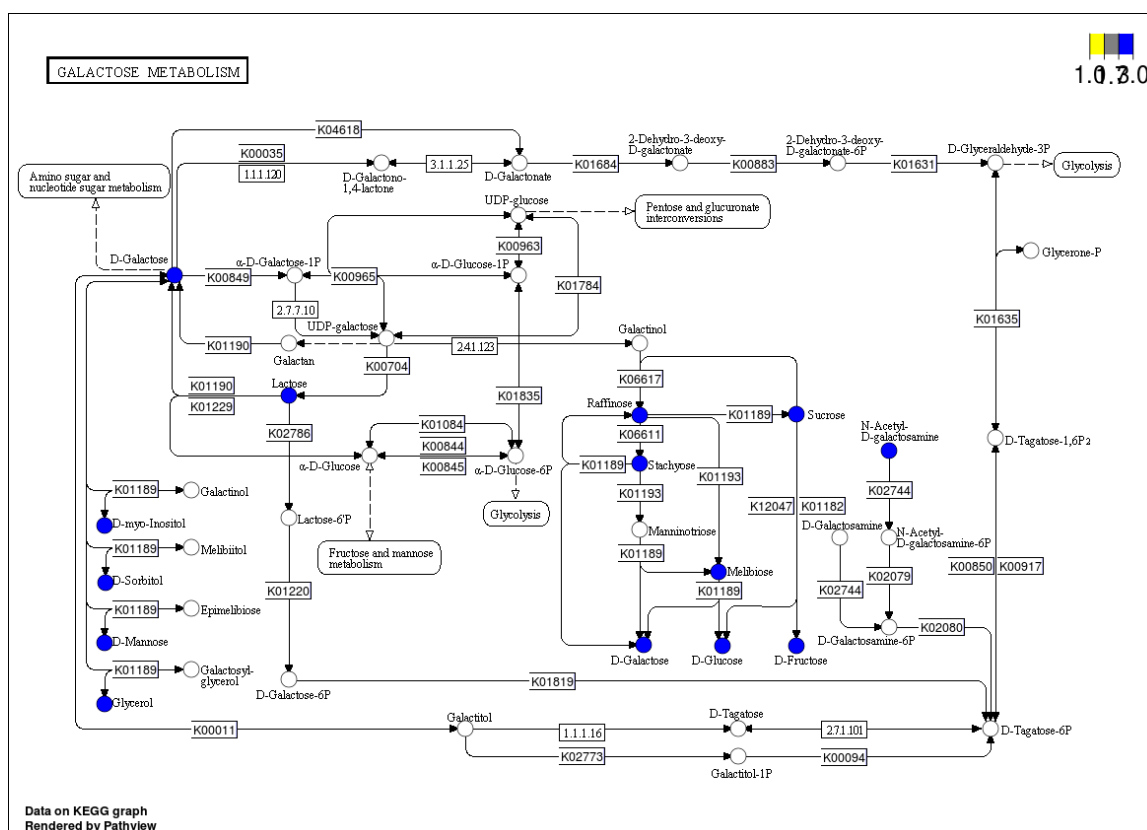 GALACTOSE METABOLISM
3.0
K04618
Amino sugar and
nucleotide sugar metabolism
K00035
1.1.1.120
D-Galactono-
1,4-lactone
3.1.1.25
D-Galactonate
K01684
2-Dehydro-3-deoxy-
D-galactonate
K00883
2-Dehydro-3-deoxy-
D-galactonate-6P
K01631
D-Glyceraldehyde-3P
Glycolysis
UDP-glucose
Pentose and glucuronate
interconversions
K00963
Glycerone-P
D-Galactose
K00849
α-D-Galactose-1P
K00965
α-D-Glucose-1P
K01784
2.7.7.10
K01635
UDP-galactose
K01190
Galactan
2.4.1.123
Galactinol
K00704
K01190
K01229
Lactose
K01835
K06617
Raffinose
K01189
Sucrose
K02786
K01084
K00844
K00845
α-D-Glucose
α-D-Glucose-6P
K06611
K01189
Stachyose
K01193
K01193
N-Acetyl-
D-galactosamine
D-Tagatose-1,6P2
K02744
K01189
Galactinol
D-myo-Inositol
Lactose-6'P
Glycolysis
K12047
K01182
Manninotriose
D-Galactosamine
N-Acetyl-
D-galactosamine-6P
K01189
Melibiitol
D-Sorbitol
Fructose and mannose
metabolism
K01189
Melibiose
K01189
K02744
K02079
K00850
K00917
K01220
K01189
Epimelibiose
D-Mannose
D-Galactosamine-6P
K02080
D-Galactose
D-Glucose
D-Fructose
K01189
Galactosyl-
glycerol
Glycerol
D-Galactose-6P
K01819
K00011
Galactitol
1.1.1.16
D-Tagatose
2.7.1.101
D-Tagatose-6P
K02773
Galactitol-1P
K00094
Data on KEGG graph
Rendered by Pathview